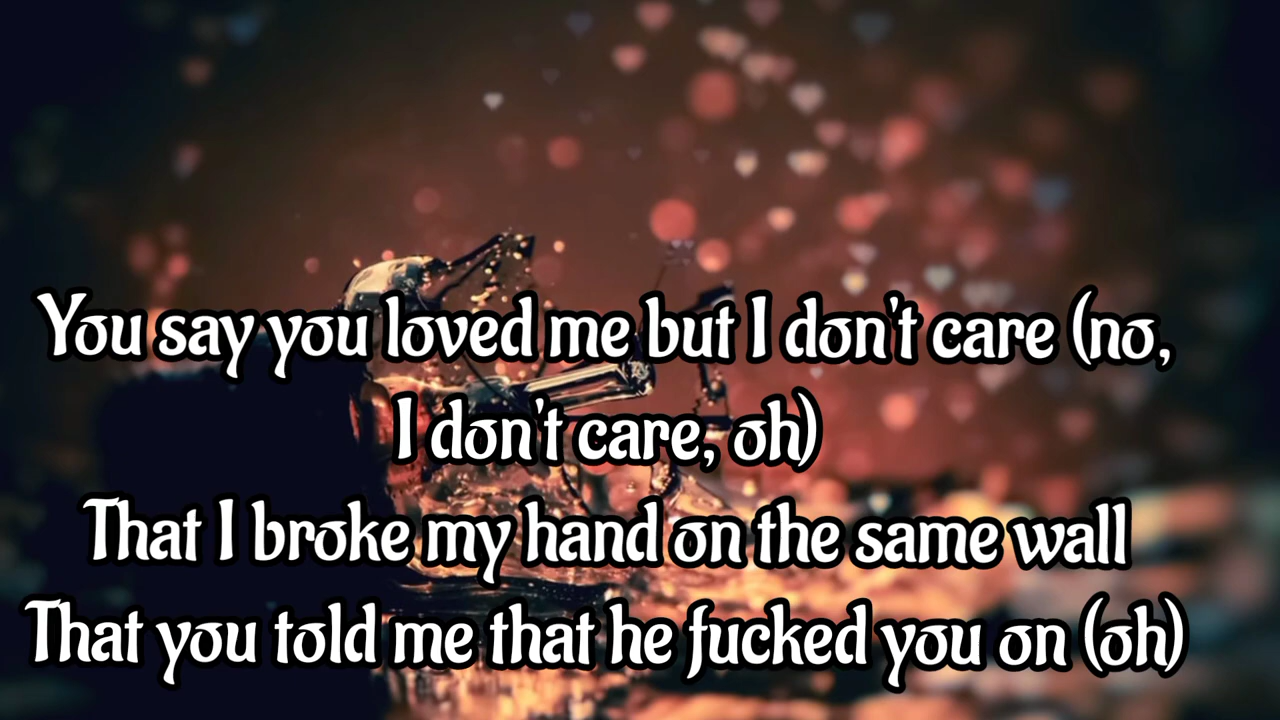 You say you loved me but I don't care (no,
I don't care, oh)
That I broke my hand on the same wall
That you told me that he fucked you on (oh)